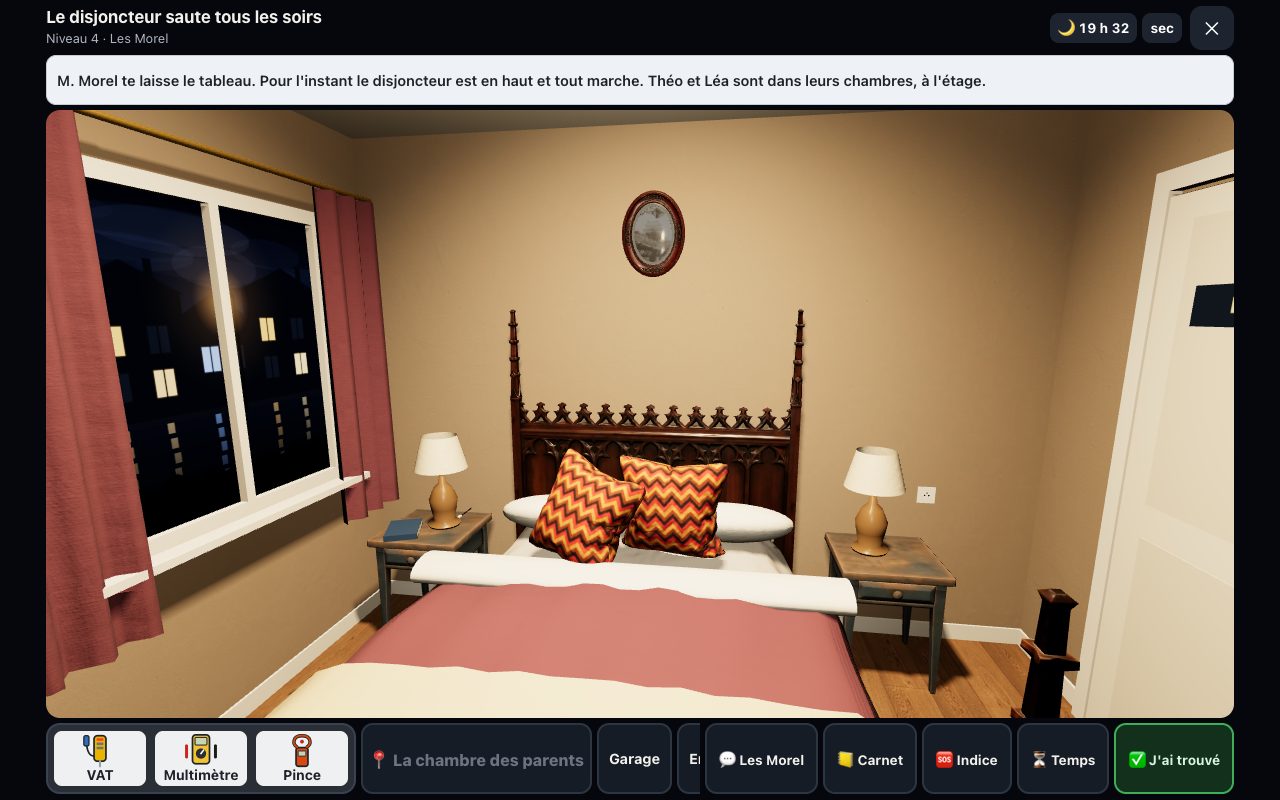 Le disjoncteur saute tous les soirs
Niveau 4 · Les Morel
19 h 32
sec
M. Morel te laisse le tableau. Pour l'instant le disjoncteur est en haut et tout marche. Théo et Léa sont dans leurs chambres, à l'étage.
VAT
Multimètre
Pince
La chambre des parents
Garage
Les Morel
Carnet
SOS
Indice
Temps
J'ai trouvé